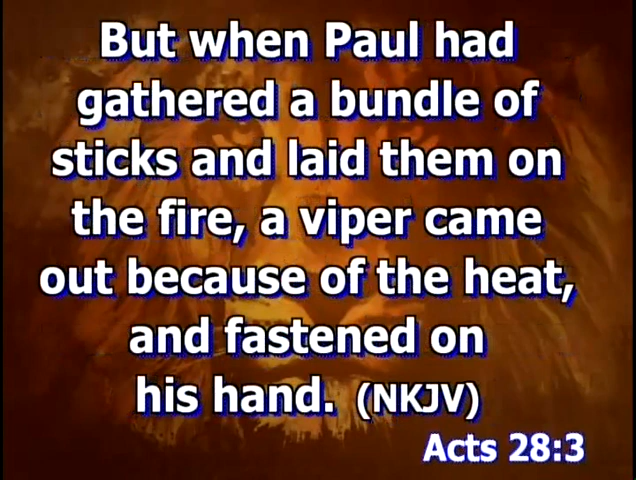 But when Paul had
gathered a bundle of
sticks and laid them on
the fire, a viper came
out because of the heat,
and fastened on
his hand. (NKJV)
Acts 28:3